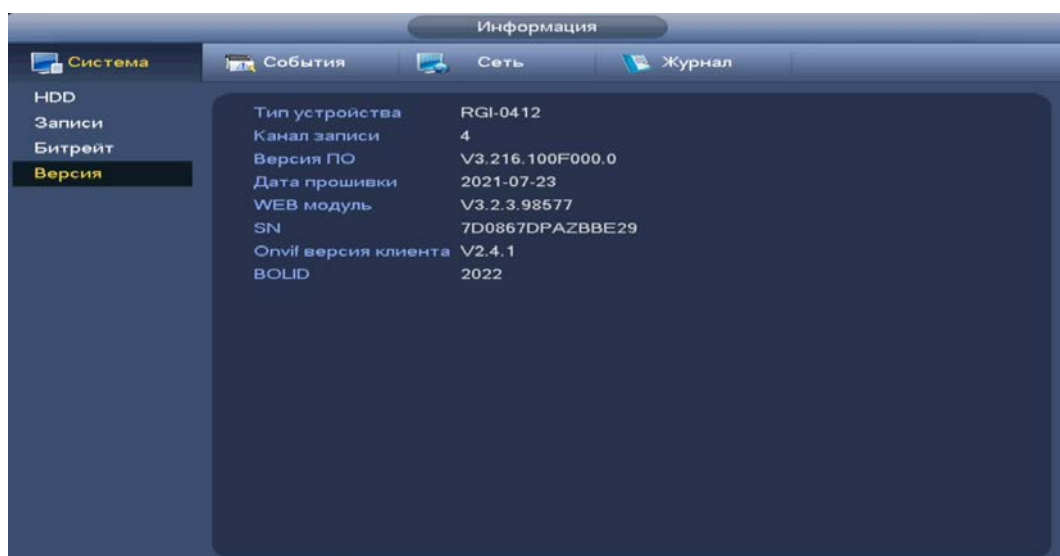 Информация
Система События Сеть Журнал
HDD
Записи
Битрейт
Версия
Тип устройства RGI-0412
Канал записи 4
Версия ПО V3.216.100F000.0
Дата прошивки 2021-07-23
WEB модуль V3.2.3.98577
SN 7D0867DPAZBBE29
Onvif версия клиента V2.4.1
BOLID 2022